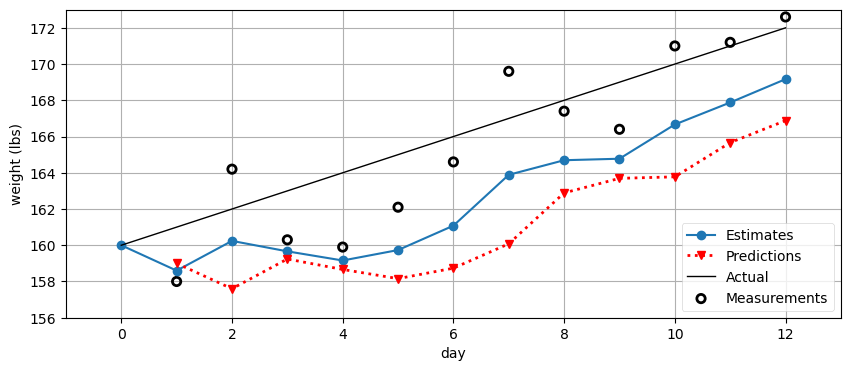 172
170
168
166
164
162
160
158
156
weight (lbs)
0 2 4 6 8 10 12
day
Estimates
Predictions
Actual
Measurements